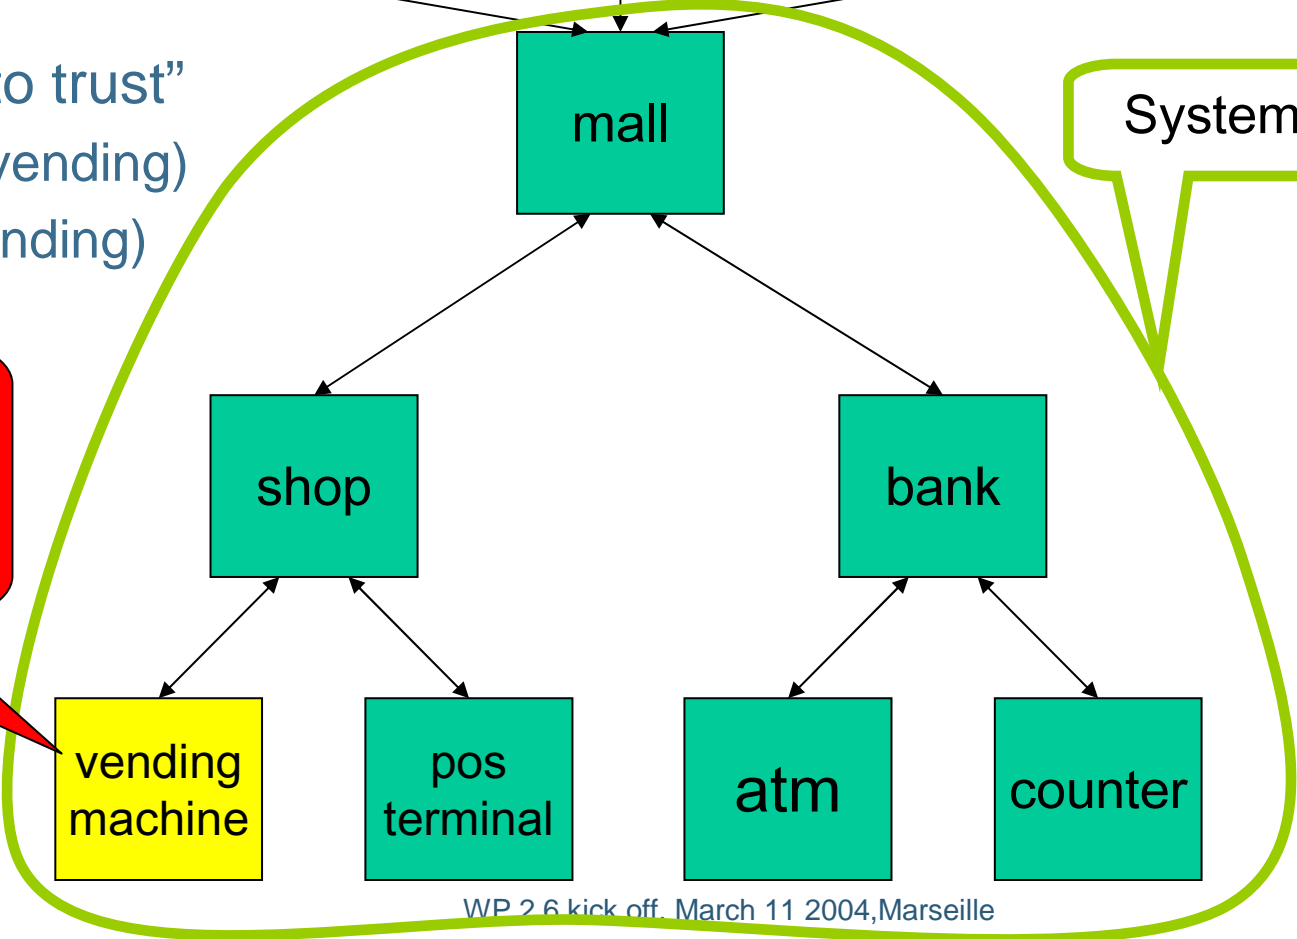 to trust”
mall
System
vending)
nding)
shop
bank
vending
machine
pos
terminal
atm
counter
WP 2.6 kick off, March 11 2004,Marseille